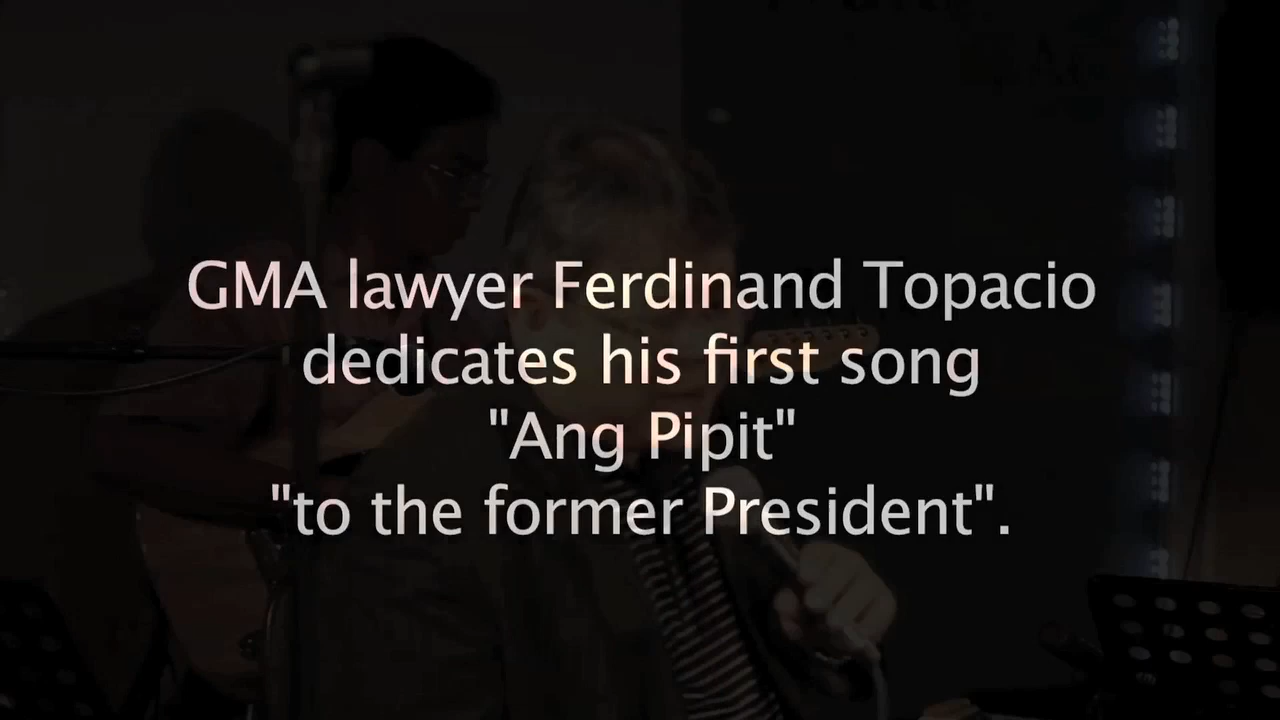 GMA lawyer Ferdinand Topacio
dedicates his first song
"Ang Pipit"
"to the former President".